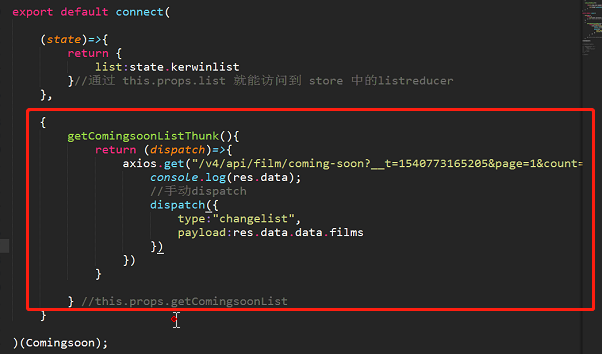 export default connect(
(state)=>{
return {
list:state.kerwinlist
}//通过 this.props.list 就能访问到 store 中的listreducer
},
{
getComingsoonListThunk(){
return (dispatch)=>{
axios.get("/v4/api/film/coming-soon?__t=1540773165205&page=1&count=
console.log(res.data);
//手动dispatch
dispatch({
type:"changelist",
payload:res.data.data.films
})
})
}
} //this.props.getComingsoonList
}
)(Comingsoon);